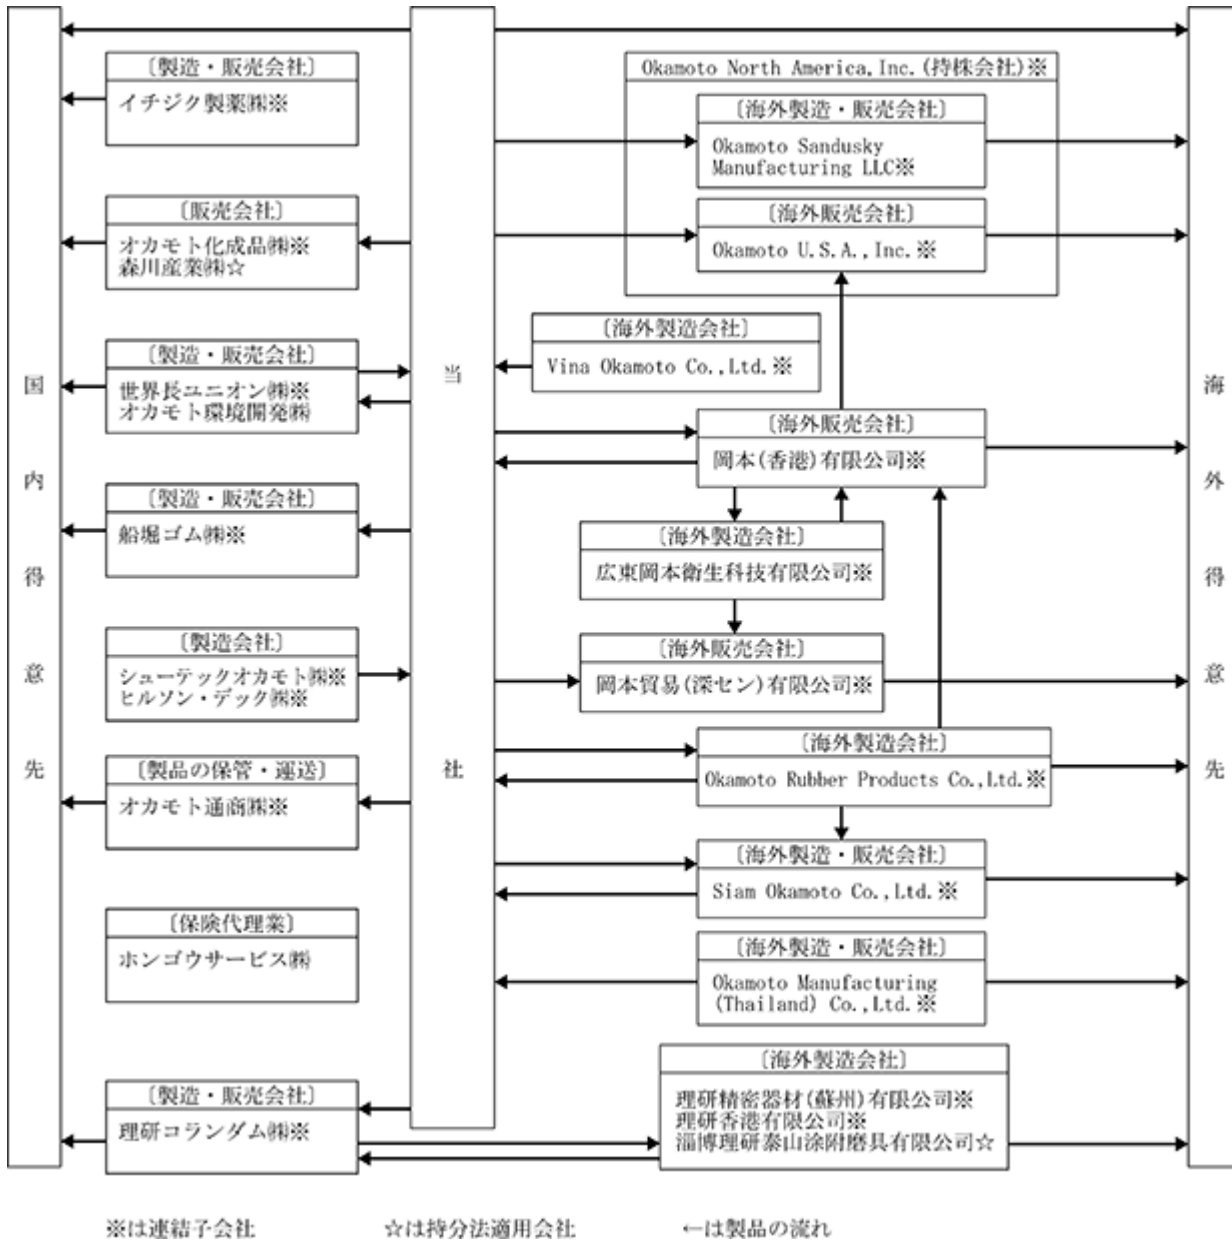 国内得意先
〔製造・販売会社〕
イチジク製薬㈱※
〔販売会社〕
オカモト化成品㈱※
森川産業㈱☆
〔製造・販売会社〕
世界長ユニオン㈱※
オカモト環境開発㈱
〔製造・販売会社〕
船堀ゴム㈱※
〔製造会社〕
シューテックオカモト㈱※
ヒルソン・デック㈱※
〔製品の保管・運送〕
オカモト通商㈱※
〔保険代理業〕
ホンゴウサービス㈱
〔製造・販売会社〕
理研コランダム㈱※
当社
Okamoto North America,Inc.(持株会社)※
〔海外製造・販売会社〕
Okamoto Sandusky
Manufacturing LLC※
〔海外販売会社〕
Okamoto U.S.A.,Inc.※
〔海外製造会社〕
Vina Okamoto Co.,Ltd.※
〔海外販売会社〕
岡本(香港)有限公司※
〔海外製造会社〕
広東岡本衛生科技有限公司※
〔海外販売会社〕
岡本貿易(深セン)有限公司※
〔海外製造会社〕
Okamoto Rubber Products Co.,Ltd.※
〔海外製造・販売会社〕
Siam Okamoto Co.,Ltd.※
〔海外製造・販売会社〕
Okamoto Manufacturing
(Thailand) Co.,Ltd.※
〔海外製造会社〕
理研精密器材(蘇州)有限公司※
理研香港有限公司※
淄博理研泰山涂附磨具有限公司☆
海外得意先
※は連結子会社
☆は持分法適用会社
←は製品の流れ